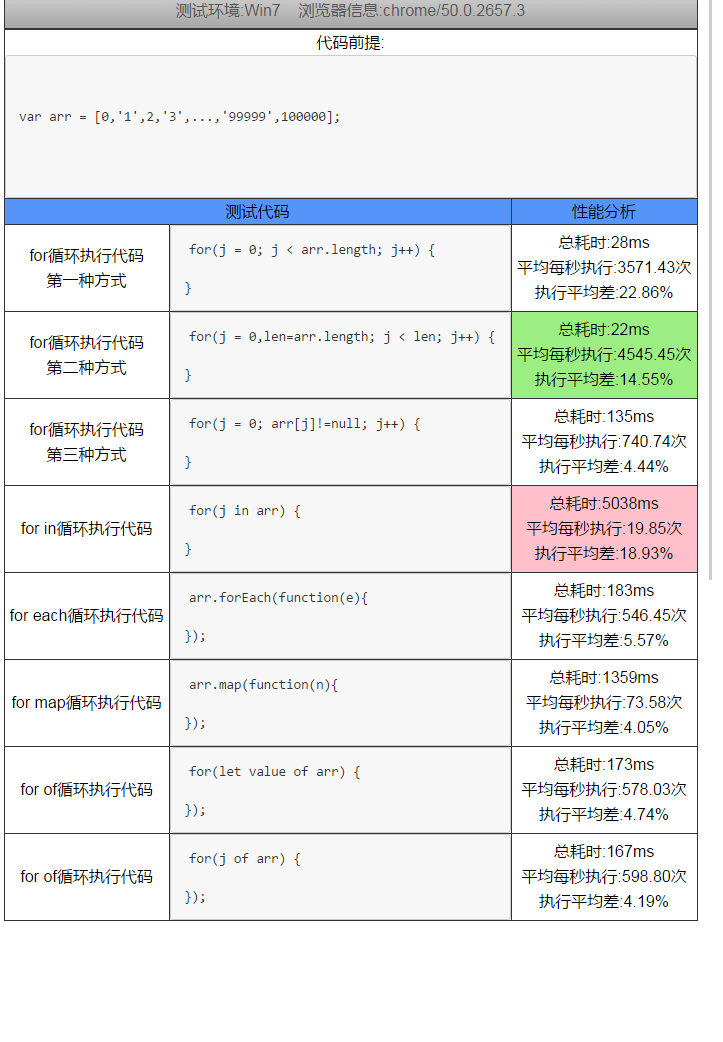 测试环境:Win7 浏览器信息:chrome/50.0.2657.3
代码前提:
var arr = [0,'1',2,'3',...,'99999',100000];
测试代码 性能分析
for循环执行代码
第一种方式
for(j = 0; j < arr.length; j++) {
}
总耗时:28ms
平均每秒执行:3571.43次
执行平均差:22.86%
for循环执行代码
第二种方式
for(j = 0,len=arr.length; j < len; j++) {
}
总耗时:22ms
平均每秒执行:4545.45次
执行平均差:14.55%
for循环执行代码
第三种方式
for(j = 0; arr[j]!=null; j++) {
}
总耗时:135ms
平均每秒执行:740.74次
执行平均差:4.44%
for in循环执行代码
for(j in arr) {
}
总耗时:5038ms
平均每秒执行:19.85次
执行平均差:18.93%
for each循环执行代码
arr.forEach(function(e){
});
总耗时:183ms
平均每秒执行:546.45次
执行平均差:5.57%
for map循环执行代码
arr.map(function(n){
});
总耗时:1359ms
平均每秒执行:73.58次
执行平均差:4.05%
for of循环执行代码
for(let value of arr) {
});
总耗时:173ms
平均每秒执行:578.03次
执行平均差:4.74%
for of循环执行代码
for(j of arr) {
});
总耗时:167ms
平均每秒执行:598.80次
执行平均差:4.19%